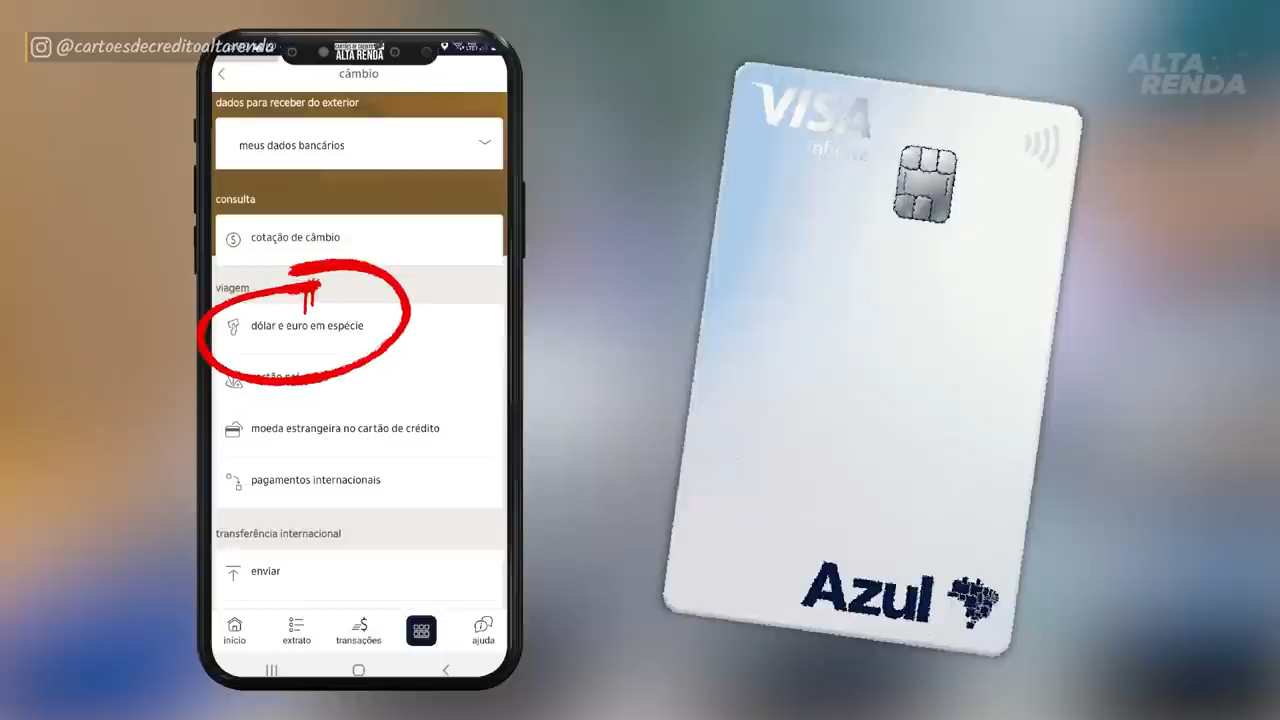 @cartoesdecreditoaltarenda
ALTA RENDA
ALTA
RENDA
câmbio
dados para receber do exterior
meus dados bancários
consulta
cotação de câmbio
viagem
dólar e euro em espécie
moeda estrangeira no cartão de crédito
pagamentos internacionais
transferência internacional
enviar
início
extrato
transações
ajuda
VISA
Infinite
Azul